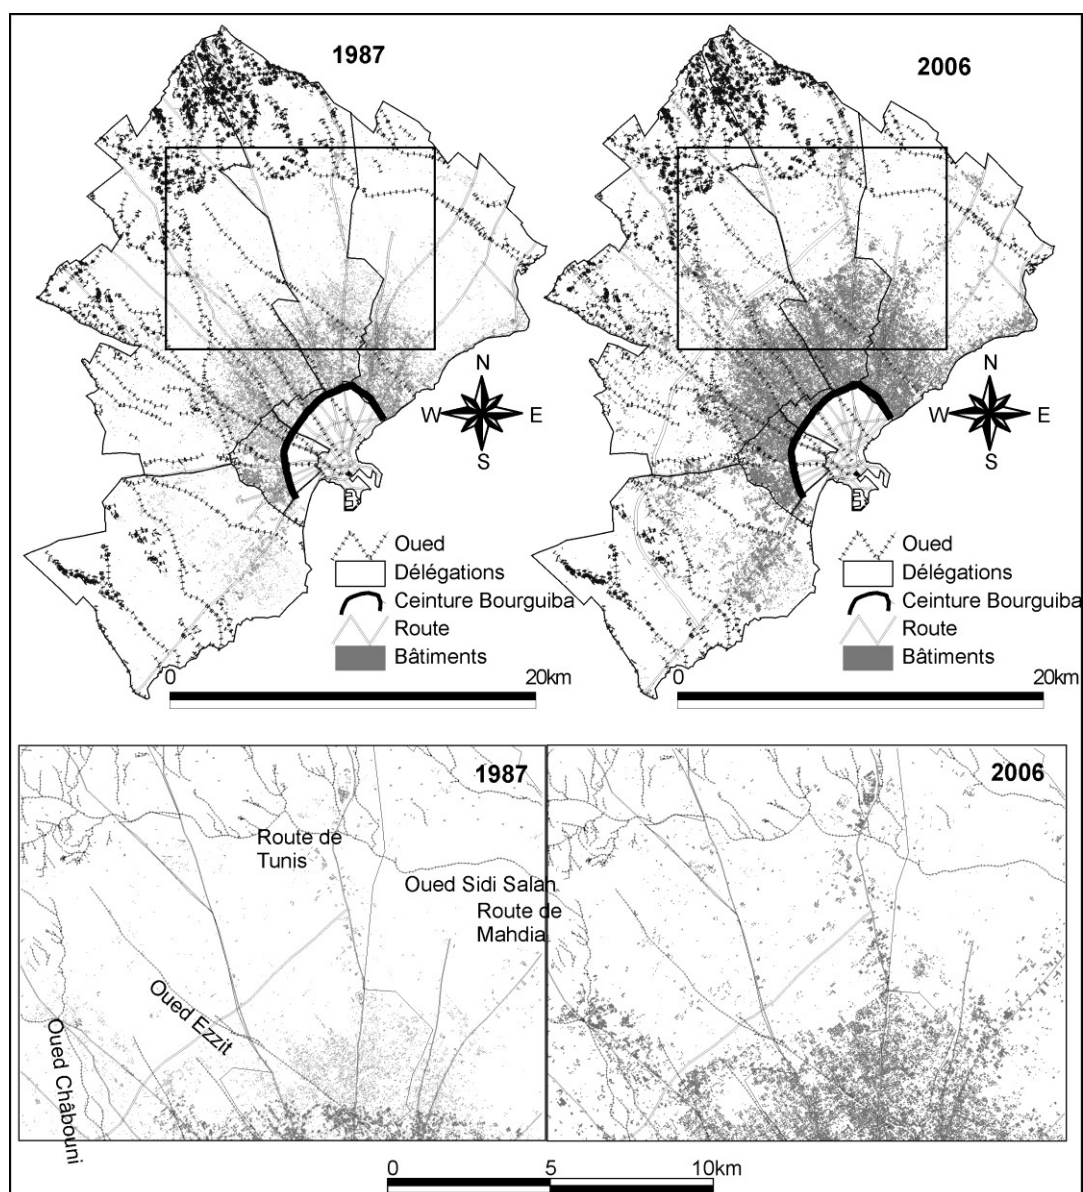 1987
2006
N
W E
S
N
W E
S
Oued
Délégations
Ceinture Bourguiba
Route
Bâtiments
0 20km
Oued
Délégations
Ceinture Bourguiba
Route
Bâtiments
0 20km
1987
2006
Route de
Tunis
Oued Sidi Salah
Route de
Mahdia
Oued Ezzit
Oued Châbouni
0 5 10km